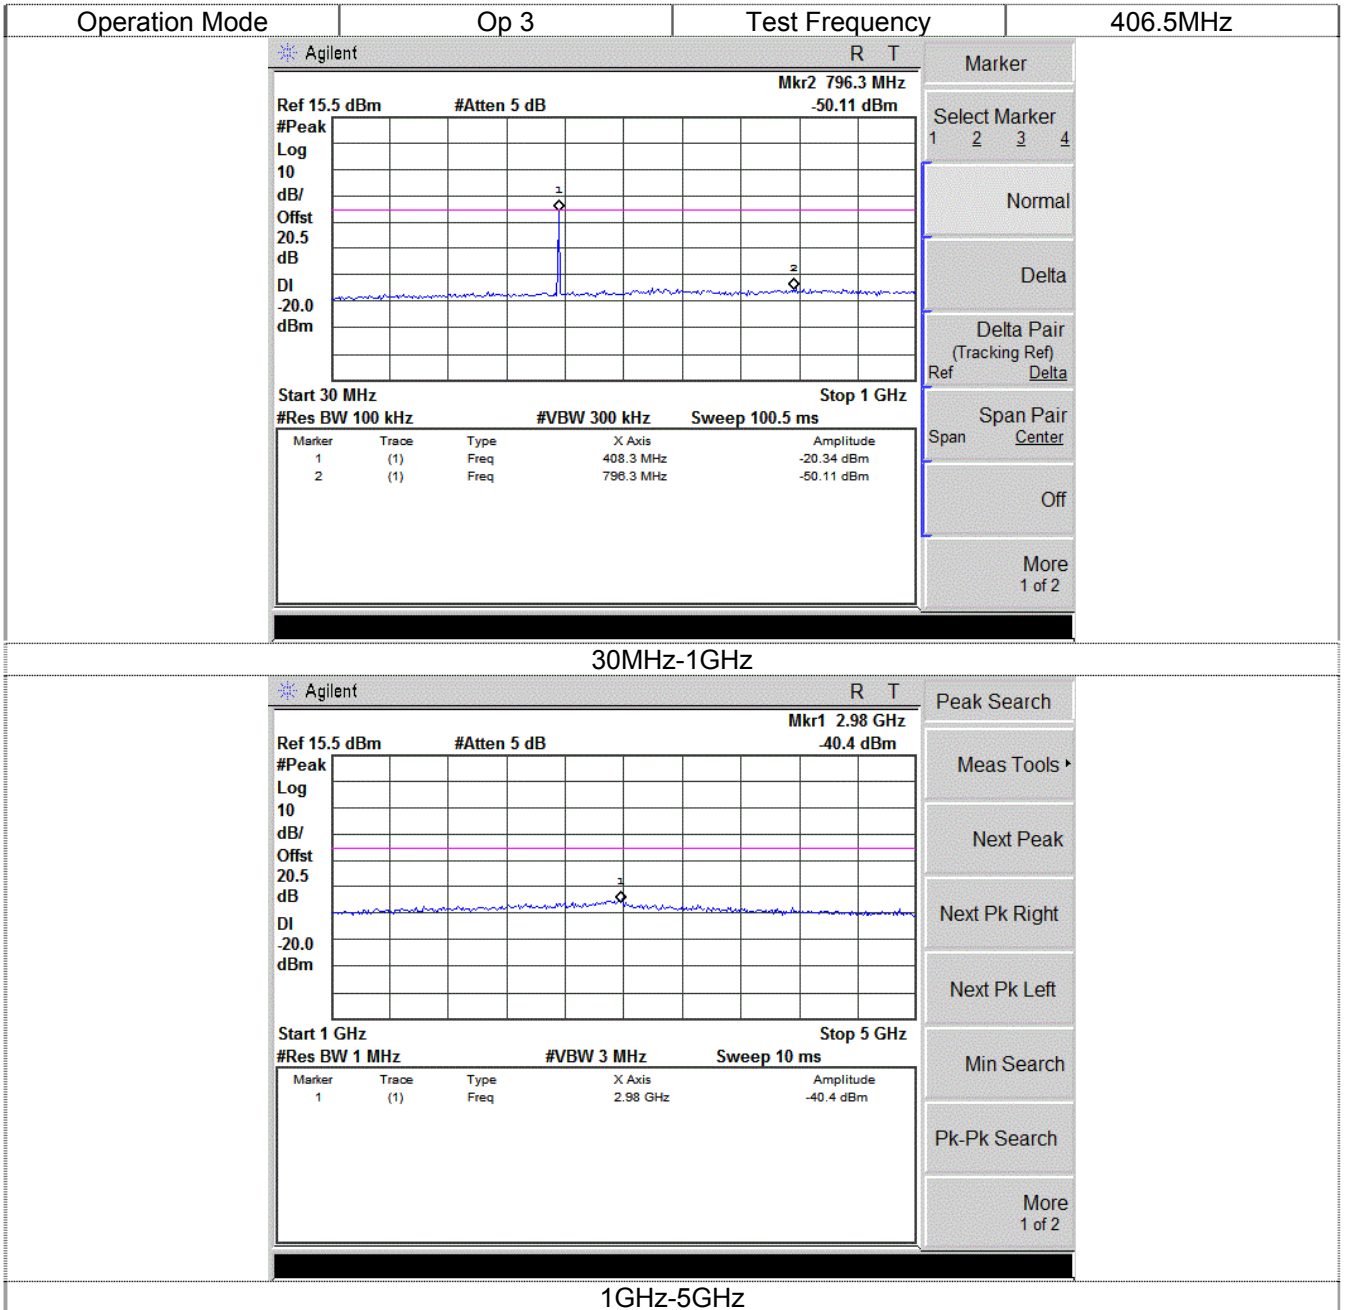 Operation Mode Op 3 Test Frequency 406.5MHz
Agilent R T
Marker
Mkr2 796.3 MHz
Ref 15.5 dBm #Atten 5 dB -50.11 dBm
#Peak
Log
10
dB/
Offst
20.5
dB
DI
-20.0
dBm
1
2
Start 30 MHz Stop 1 GHz
#Res BW 100 kHz #VBW 300 kHz Sweep 100.5 ms
Marker Trace Type X Axis Amplitude
1 (1) Freq 408.3 MHz -20.34 dBm
2 (1) Freq 796.3 MHz -50.11 dBm
Select Marker
1 2 3 4
Normal
Delta
Delta Pair
(Tracking Ref)
Ref Delta
Span Pair
Span Center
Off
More
1 of 2
30MHz-1GHz
Agilent R T
Peak Search
Mkr1 2.98 GHz
Ref 15.5 dBm #Atten 5 dB -40.4 dBm
#Peak
Log
10
dB/
Offst
20.5
dB
DI
-20.0
dBm
1
Start 1 GHz Stop 5 GHz
#Res BW 1 MHz #VBW 3 MHz Sweep 10 ms
Marker Trace Type X Axis Amplitude
1 (1) Freq 2.98 GHz -40.4 dBm
Meas Tools
Next Peak
Next Pk Right
Next Pk Left
Min Search
Pk-Pk Search
More
1 of 2
1GHz-5GHz